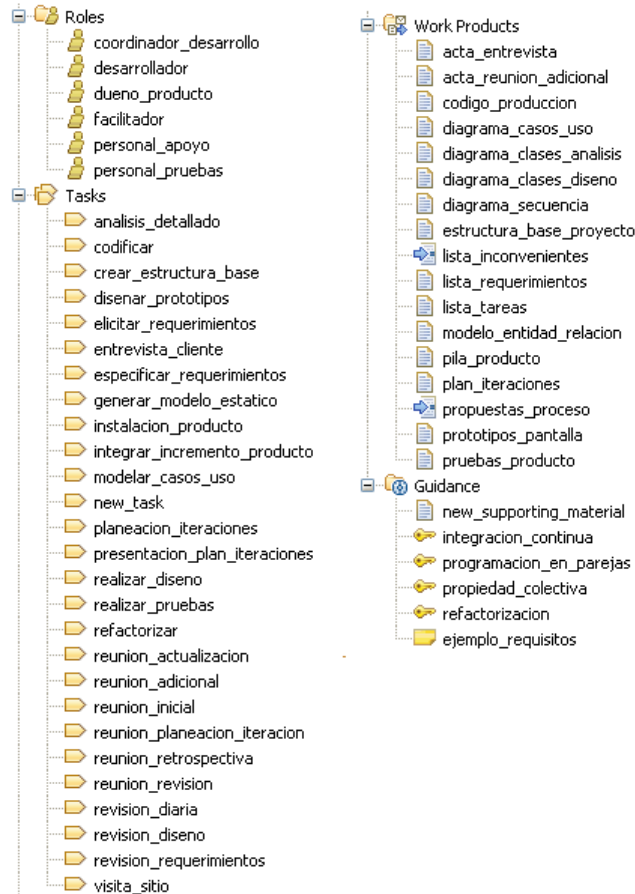 Roles
coordinador_desarrollo
desarrollador
dueno_producto
facilitador
personal_apoyo
personal_pruebas
Tasks
analisis_detallado
codificar
crear_estructura_base
disenar_prototipos
elicitar_requerimientos
entrevista_cliente
especificar_requerimientos
generar_modelo_estatico
instalacion_producto
integrar_incremento_producto
modelar_casos_uso
new_task
planeacion_iteraciones
presentacion_plan_iteraciones
realizar_diseno
realizar_pruebas
refactorizar
reunion_actualizacion
reunion_adicional
reunion_inicial
reunion_planeacion_iteracion
reunion_retrospectiva
reunion_revision
revision_diaria
revision_diseno
revision_requerimientos
visita_sitio
Work Products
acta_entrevista
acta_reunion_adicional
codigo_produccion
diagrama_casos_uso
diagrama_clases_analisis
diagrama_clases_diseno
diagrama_secuencia
estructura_base_proyecto
lista_inconvenientes
lista_requerimientos
lista_tareas
modelo_entidad_relacion
pila_producto
plan_iteraciones
propuestas_proceso
prototipos_pantalla
pruebas_producto
Guidance
new_supporting_material
integracion_continua
programacion_en_parejas
propiedad_colectiva
refactorizacion
ejemplo_requisitos